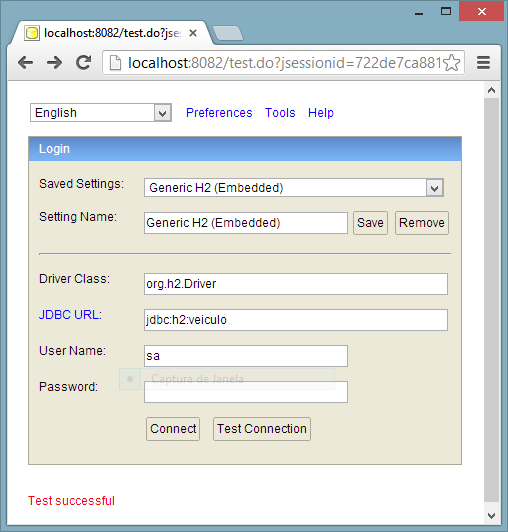 localhost:8082/test.do?jses
localhost:8082/test.do?jsessionid=722de7ca881
English Preferences Tools Help
Login
Saved Settings: Generic H2 (Embedded)
Setting Name: Generic H2 (Embedded) Save Remove
Driver Class: org.h2.Driver
JDBC URL: jdbc:h2:veiculo
User Name: sa
Captura de Janela
Password:
Connect Test Connection
Test successful